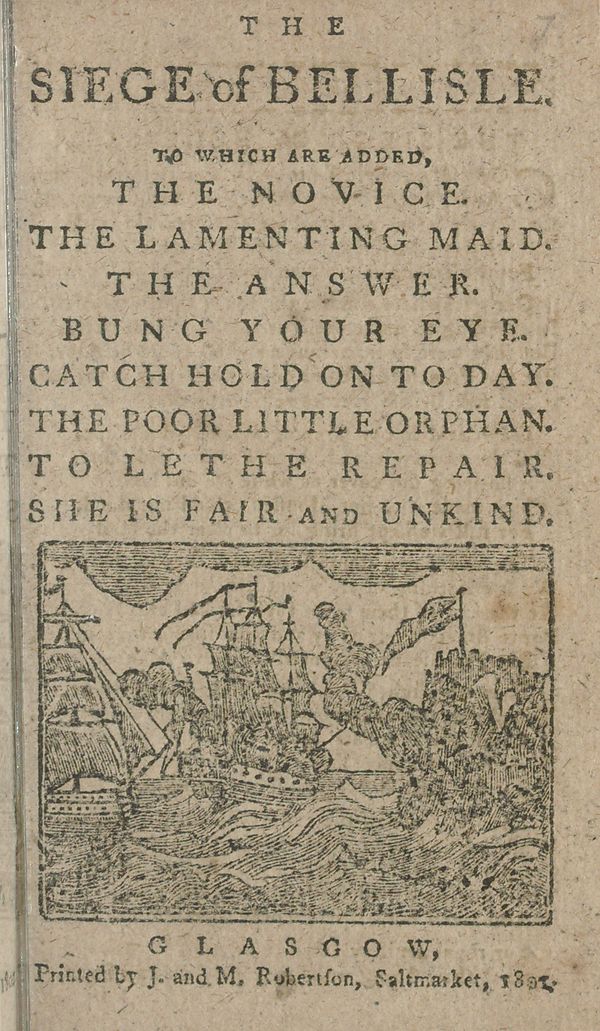 THE
SIEGE of BELLISLE.
TO WHICH ARE ADDED,
THE NOVICE.
THE LAMENTING MAID.
THE ANSWER.
BUNG YOUR EYE.
CATCH HOLD ON TO DAY.
THE POOR LITTLE ORPHAN.
TO LETHE REPAIR.
SHE IS FAIR AND UNKIND.
GLASGOW,
Printed by J. and M. Robertſon, Saltmarket,